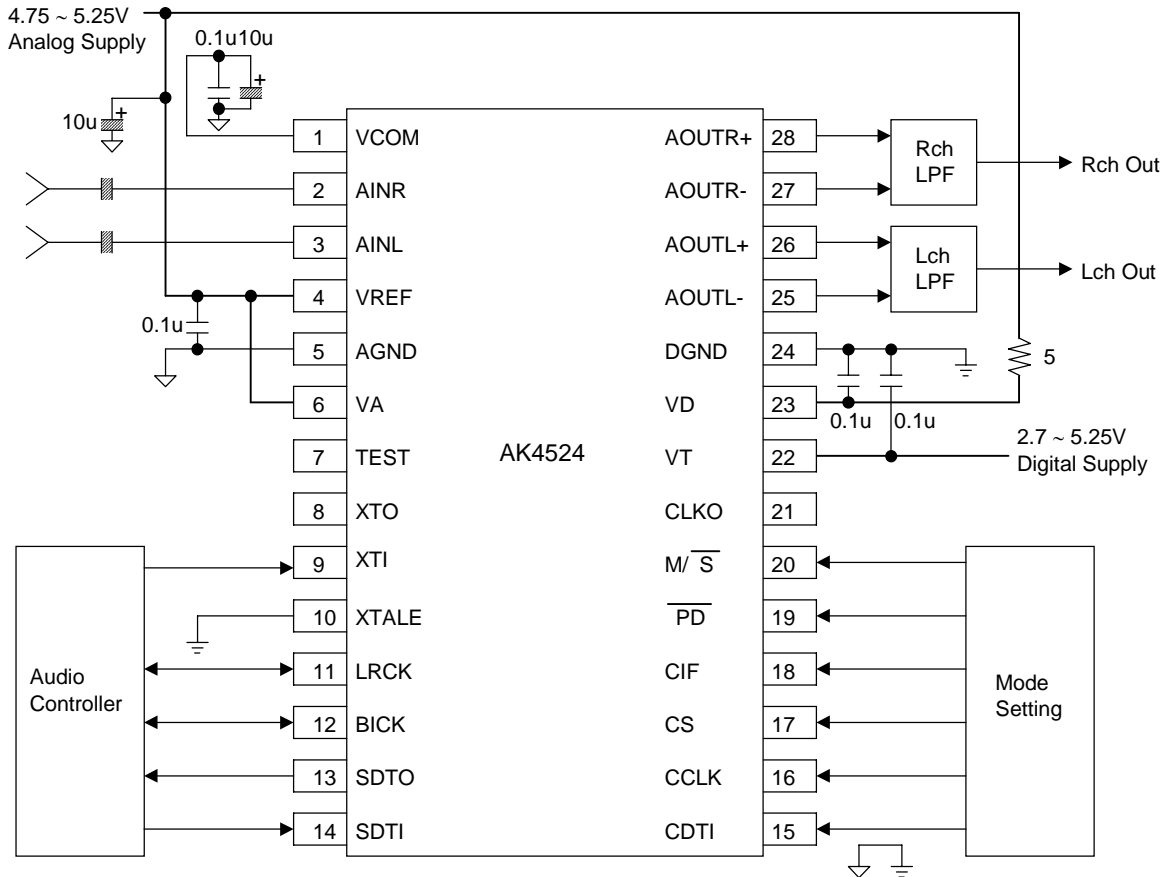 4.75 ~ 5.25V
Analog Supply
0.1u10u
+
+
10u
1 VCOM
2 AINR
3 AINL
4 VREF
0.1u
5 AGND
6 VA
7 TEST
8 XTO
9 XTI
10 XTALE
11 LRCK
12 BICK
13 SDTO
14 SDTI
Audio
Controller
AK4524
AOUTR+ 28
AOUTR- 27
AOUTL+ 26
AOUTL- 25
DGND 24
VD 23
VT 22
CLKO 21
M/S̅ 20
P̅D̅ 19
CIF 18
CS 17
CCLK 16
CDTI 15
Rch
LPF
Rch Out
Lch
LPF
Lch Out
5
0.1u
0.1u
2.7 ~ 5.25V
Digital Supply
Mode
Setting